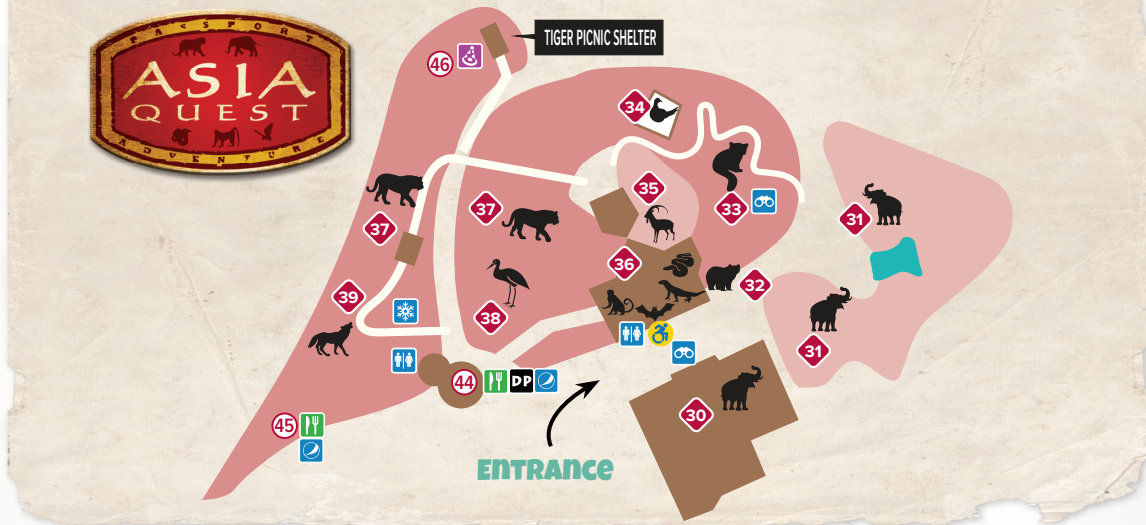 PASSPORT
ASIA
QUEST
ADVENTURE
TIGER PICNIC SHELTER
46
34
37
37
35
33
31
36
32
39
38
31
44
DP
45
30
ENTRANCE